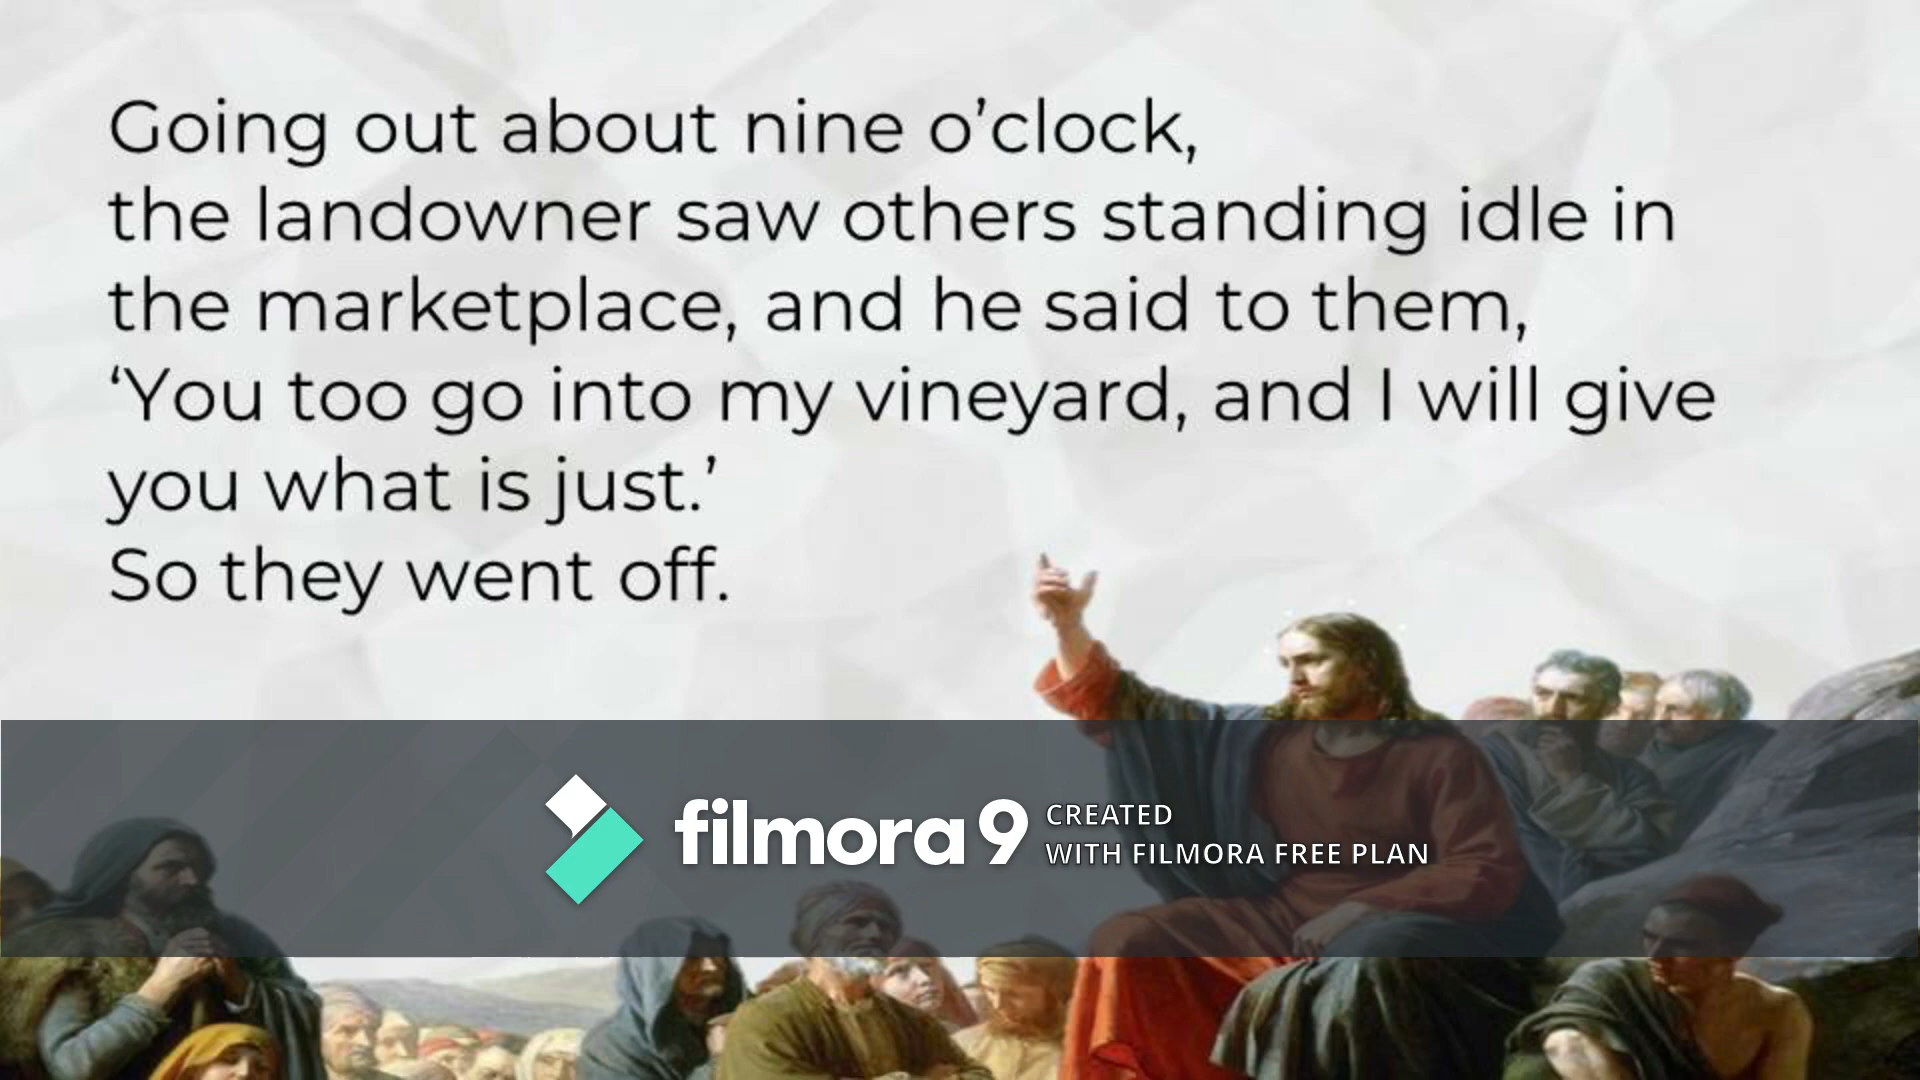 Going out about nine o’clock,
the landowner saw others standing idle in
the marketplace, and he said to them,
‘You too go into my vineyard, and I will give
you what is just.’
So they went off.
filmora9
CREATED
WITH FILMORA FREE PLAN